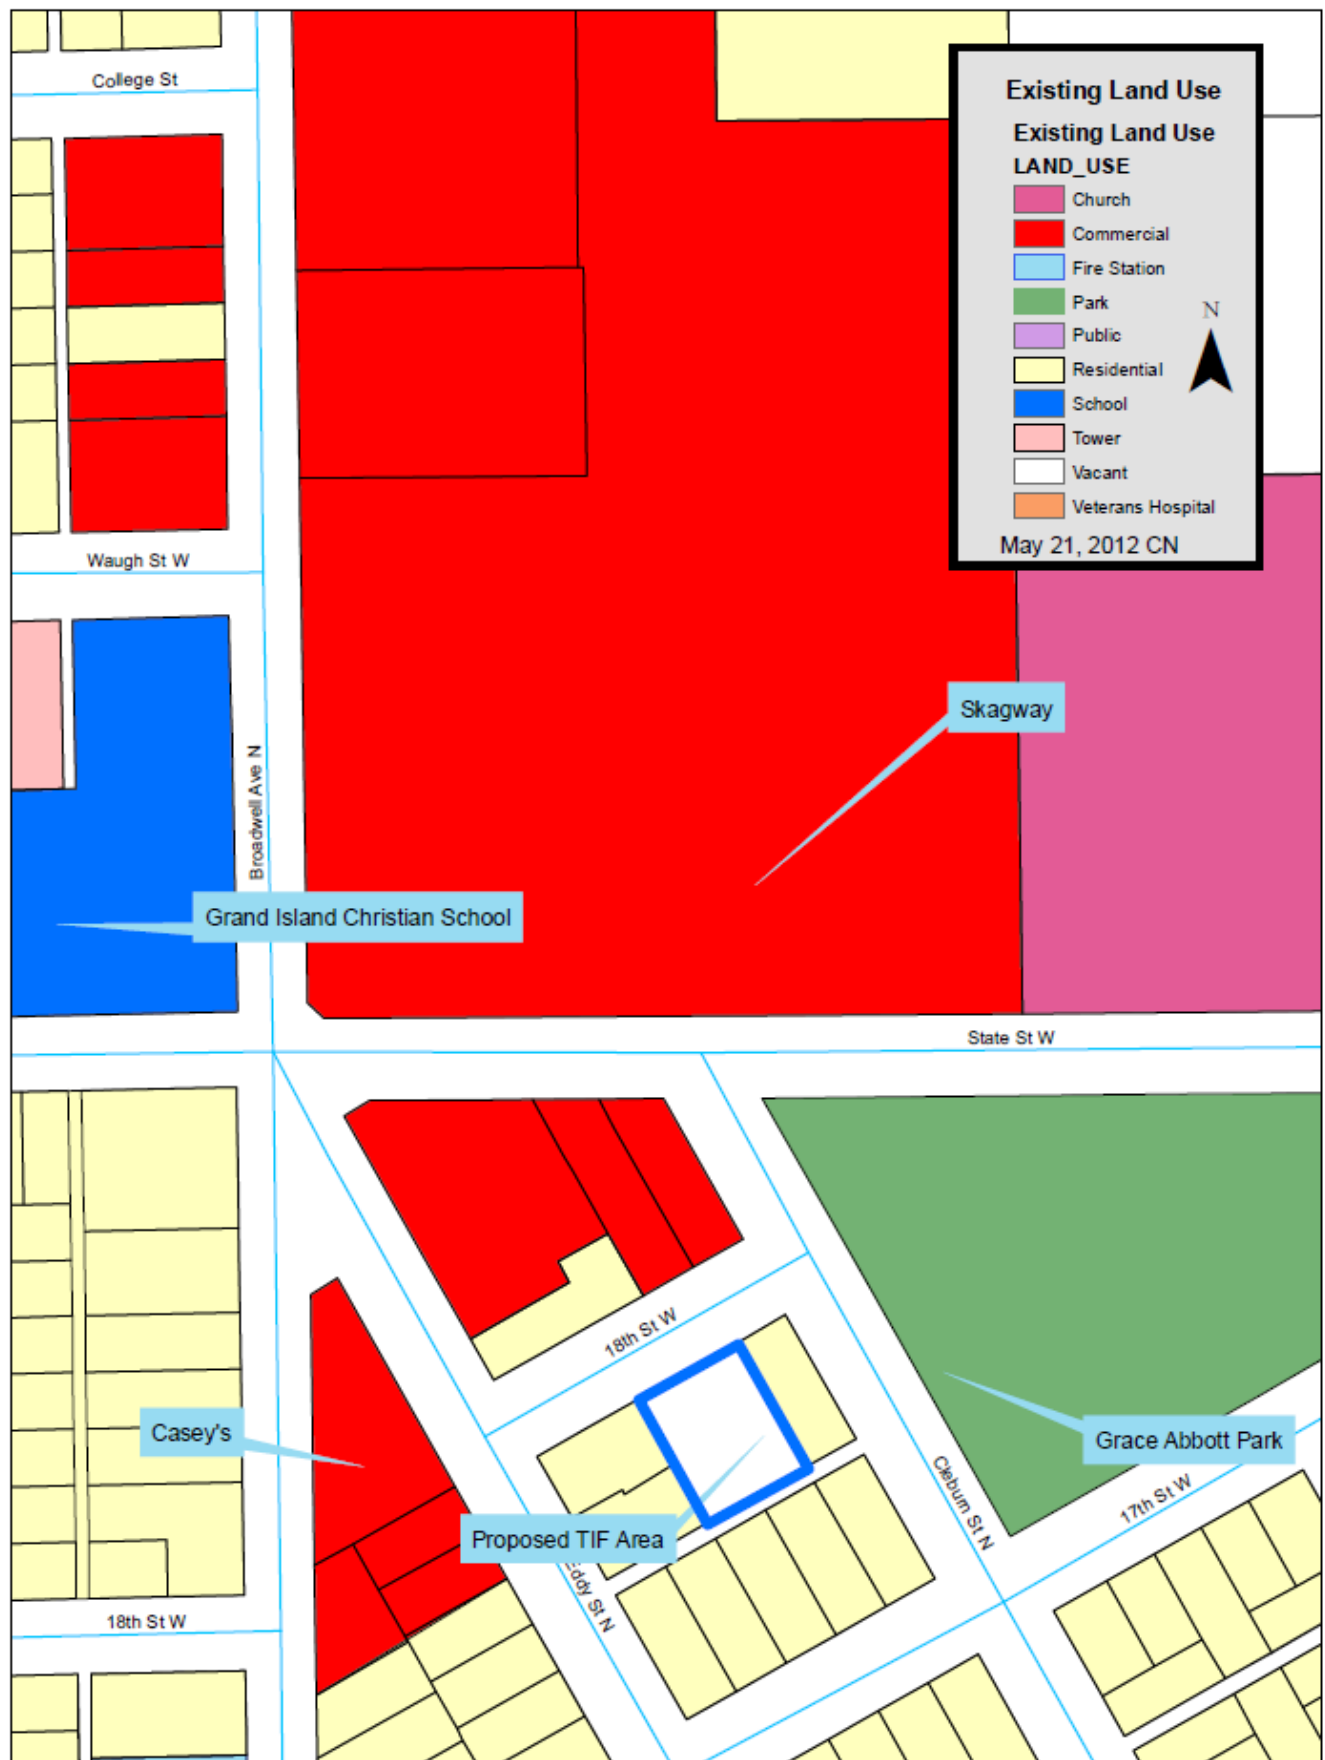 College St
Existing Land Use
Existing Land Use
LAND_USE
Church
Commercial
Fire Station
Park
N
Public
Residential
School
Tower
Vacant
Veterans Hospital
May 21, 2012 CN
Waugh St W
Skagway
Broadwell Ave N
Grand Island Christian School
State St W
18th St W
Casey's
Grace Abbott Park
Cleburn St N
17th St W
Proposed TIF Area
Eddy St N
18th St W